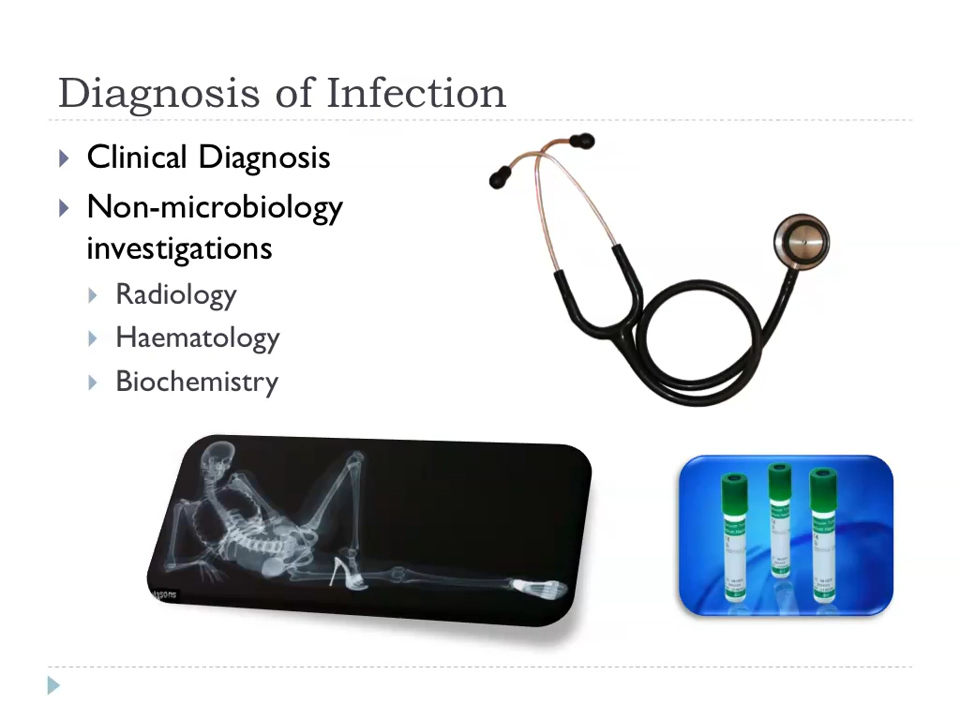 Diagnosis of Infection
Clinical Diagnosis
Non-microbiology
investigations
Radiology
Haematology
Biochemistry